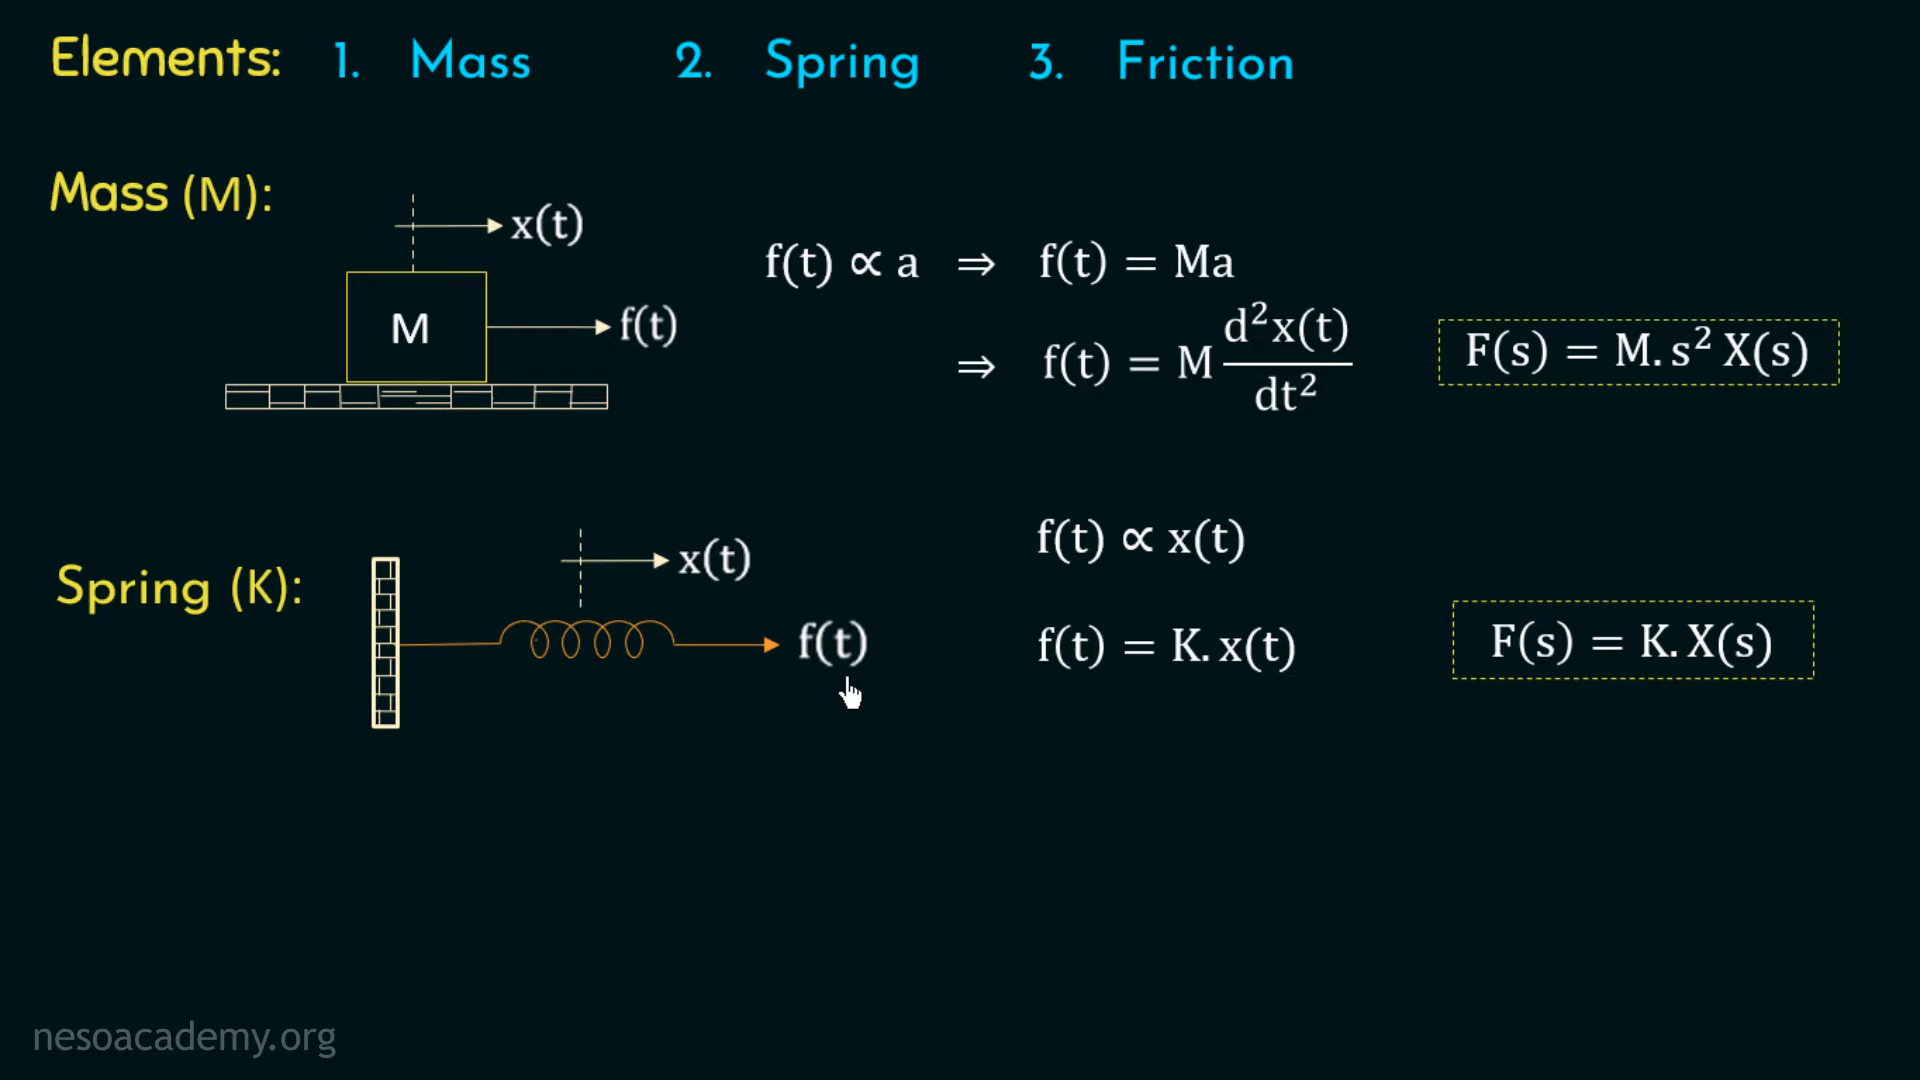 Elements: 1. Mass 2. Spring 3. Friction
Mass (M):
x(t)
M
f(t)
f(t) ∝ a ⇒ f(t) = Ma
⇒ f(t) = M d²x(t)/dt²
F(s) = M. s² X(s)
Spring (K):
x(t)
f(t)
f(t) ∝ x(t)
f(t) = K. x(t)
F(s) = K. X(s)
nesoacademy.org